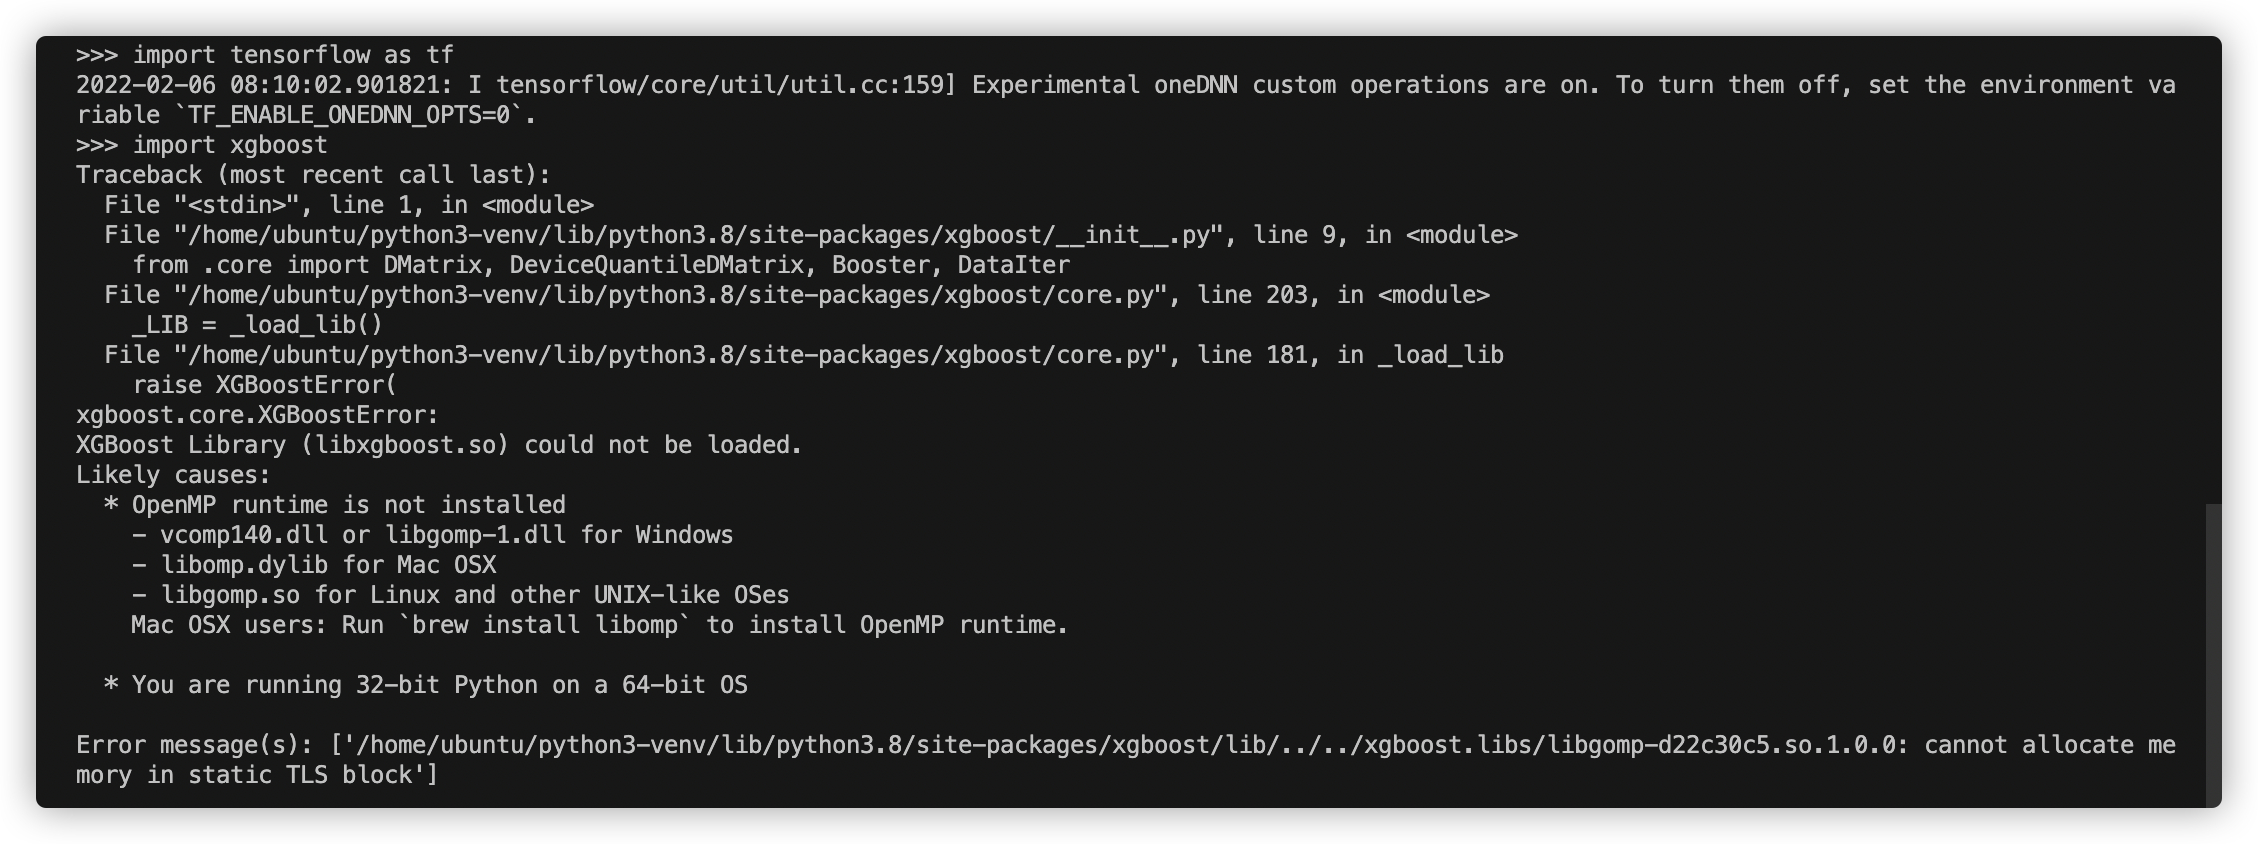 >>> import tensorflow as tf
2022-02-06 08:10:02.901821: I tensorflow/core/util/util.cc:159] Experimental oneDNN custom operations are on. To turn them off, set the environment va
riable `TF_ENABLE_ONEDNN_OPTS=0`.
>>> import xgboost
Traceback (most recent call last):
  File "<stdin>", line 1, in <module>
  File "/home/ubuntu/python3-venv/lib/python3.8/site-packages/xgboost/__init__.py", line 9, in <module>
    from .core import DMatrix, DeviceQuantileDMatrix, Booster, DataIter
  File "/home/ubuntu/python3-venv/lib/python3.8/site-packages/xgboost/core.py", line 203, in <module>
    _LIB = _load_lib()
  File "/home/ubuntu/python3-venv/lib/python3.8/site-packages/xgboost/core.py", line 181, in _load_lib
    raise XGBoostError(
xgboost.core.XGBoostError:
XGBoost Library (libxgboost.so) could not be loaded.
Likely causes:
  * OpenMP runtime is not installed
    - vcomp140.dll or libgomp-1.dll for Windows
    - libomp.dylib for Mac OSX
    - libgomp.so for Linux and other UNIX-like OSes
    Mac OSX users: Run `brew install libomp` to install OpenMP runtime.
  * You are running 32-bit Python on a 64-bit OS
Error message(s): ['/home/ubuntu/python3-venv/lib/python3.8/site-packages/xgboost/lib/../../xgboost.libs/libgomp-d22c30c5.so.1.0.0: cannot allocate me
mory in static TLS block']